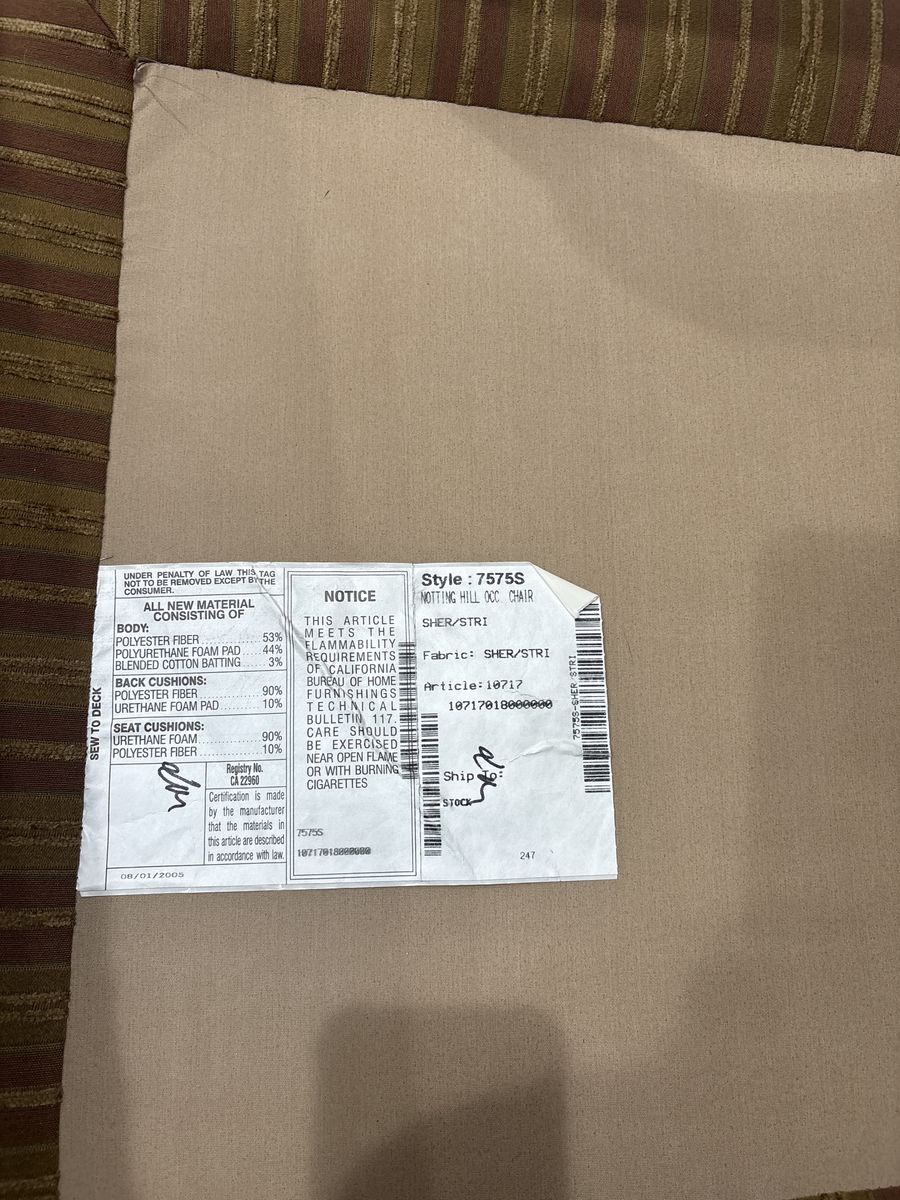 UNDER PENALTY OF LAW THIS TAG
NOT TO BE REMOVED EXCEPT BY THE
CONSUMER.
ALL NEW MATERIAL
CONSISTING OF
BODY:
POLYESTER FIBER 53%
POLYURETHANE FOAM PAD 44%
BLENDED COTTON BATTING 3%
BACK CUSHIONS:
POLYESTER FIBER 90%
URETHANE FOAM PAD 10%
SEAT CUSHIONS:
URETHANE FOAM 90%
POLYESTER FIBER 10%
Registry No.
CA 22960
Certification is made
by the manufacturer
that the materials in
this article are described
in accordance with law.
08/01/2005
SEW TO DECK
NOTICE
THIS ARTICLE
MEETS THE
FLAMMABILITY
REQUIREMENTS
OF CALIFORNIA
BUREAU OF HOME
FURNISHINGS
TECHNICAL
BULLETIN 117.
CARE SHOULD
BE EXERCISED
NEAR OPEN FLAME
OR WITH BURNING
CIGARETTES
7575S
10717018000000
Style : 7575S
NOTTING HILL OCC. CHAIR
SHER/STRI
Fabric: SHER/STRI
Article: 10717
10717018000000
Ship To:
STOCK
247
7575S-SHER/STRI